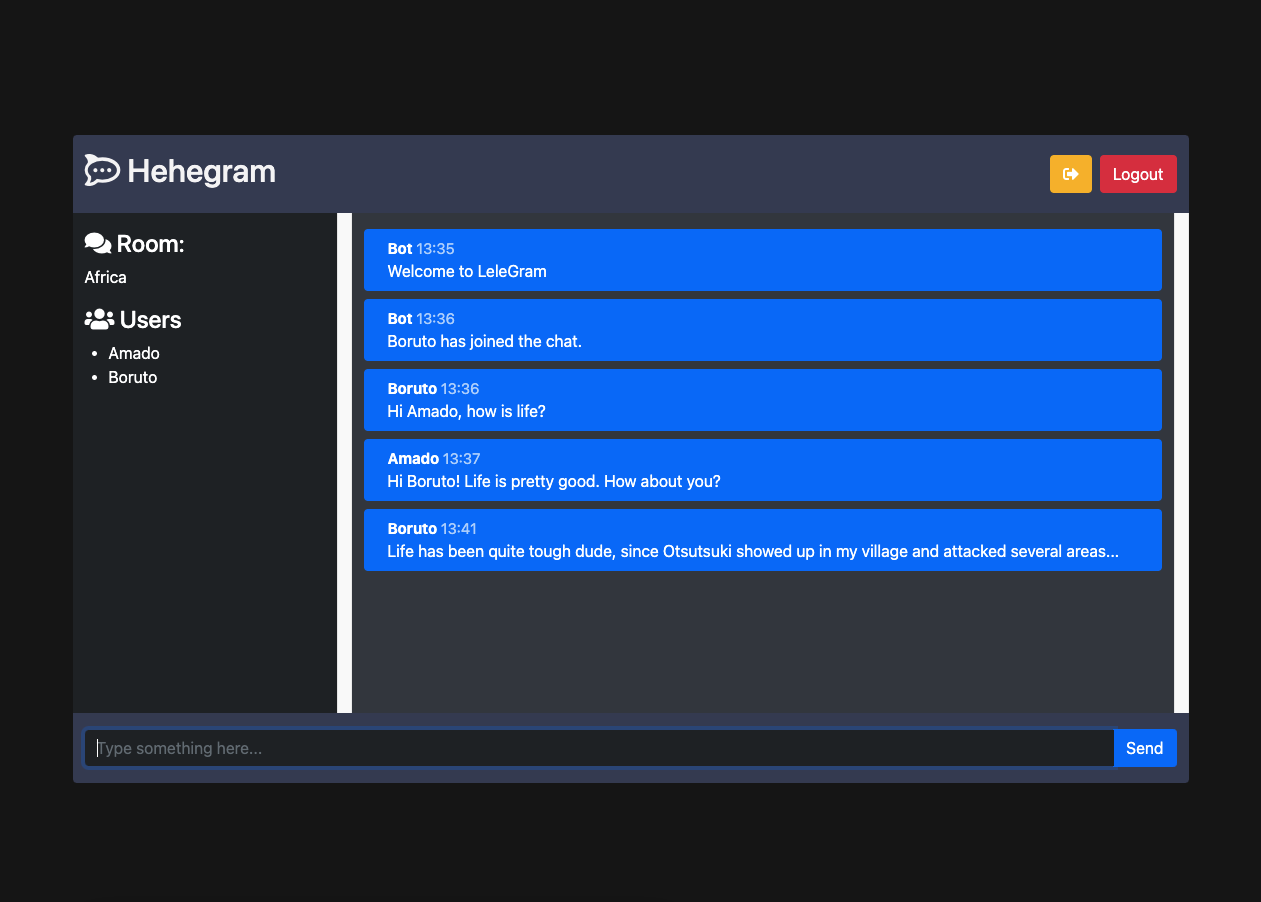 Hehegram
Logout
Room:
Africa
Users
Amado
Boruto
Bot 13:35
Welcome to LeleGram
Bot 13:36
Boruto has joined the chat.
Boruto 13:36
Hi Amado, how is life?
Amado 13:37
Hi Boruto! Life is pretty good. How about you?
Boruto 13:41
Life has been quite tough dude, since Otsutsuki showed up in my village and attacked several areas...
Type something here...
Send